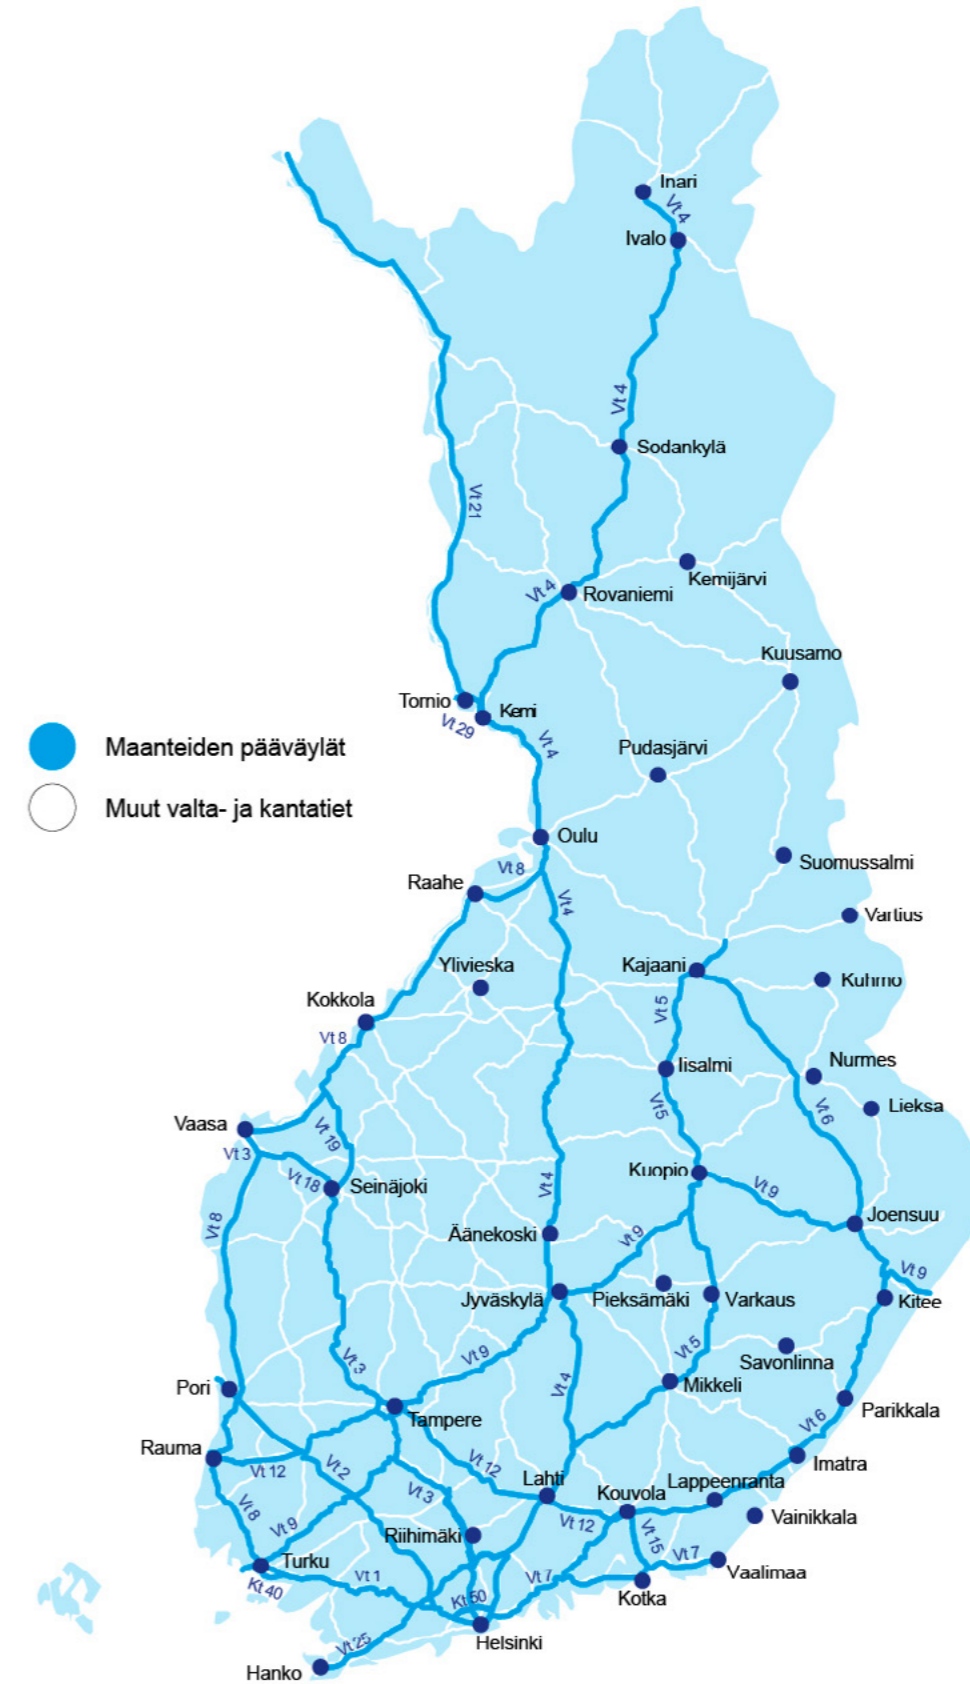 Inari
Vt 4
Ivalo
Vt 4
Sodankylä
Vt 21
Kemijärvi
Vt 4
Rovaniemi
Kuusamo
Tornio
Kemi
Vt 29
Vt 4
Maanteiden pääväylät
Pudasjärvi
Muut valta- ja kantatiet
Oulu
Suomussalmi
Vt 8
Raahe
Vt 4
Vartius
Ylivieska
Kajaani
Kuhmo
Kokkola
Vt 5
Vt 8
Iisalmi
Nurmes
Vt 5
Vt 6
Lieksa
Vaasa
Vt 19
Vt 3
Kuopio
Vt 18
Seinäjoki
Vt 4
Vt 9
Joensuu
Vt 8
Äänekoski
Vt 9
Vt 9
Jyväskylä
Pieksämäki
Varkaus
Kitee
Vt 3
Vt 9
Vt 5
Savonlinna
Vt 4
Mikkeli
Pori
Tampere
Parikkala
Vt 6
Rauma
Vt 12
Vt 2
Vt 12
Imatra
Lahti
Lappeenranta
Vt 3
Kouvola
Vt 8
Vt 9
Vt 12
Vainikkala
Riihimäki
Vt 15
Vt 7
Turku
Vaalimaa
Vt 1
Vt 7
Kt 40
Kt 50
Kotka
Vt 25
Helsinki
Hanko